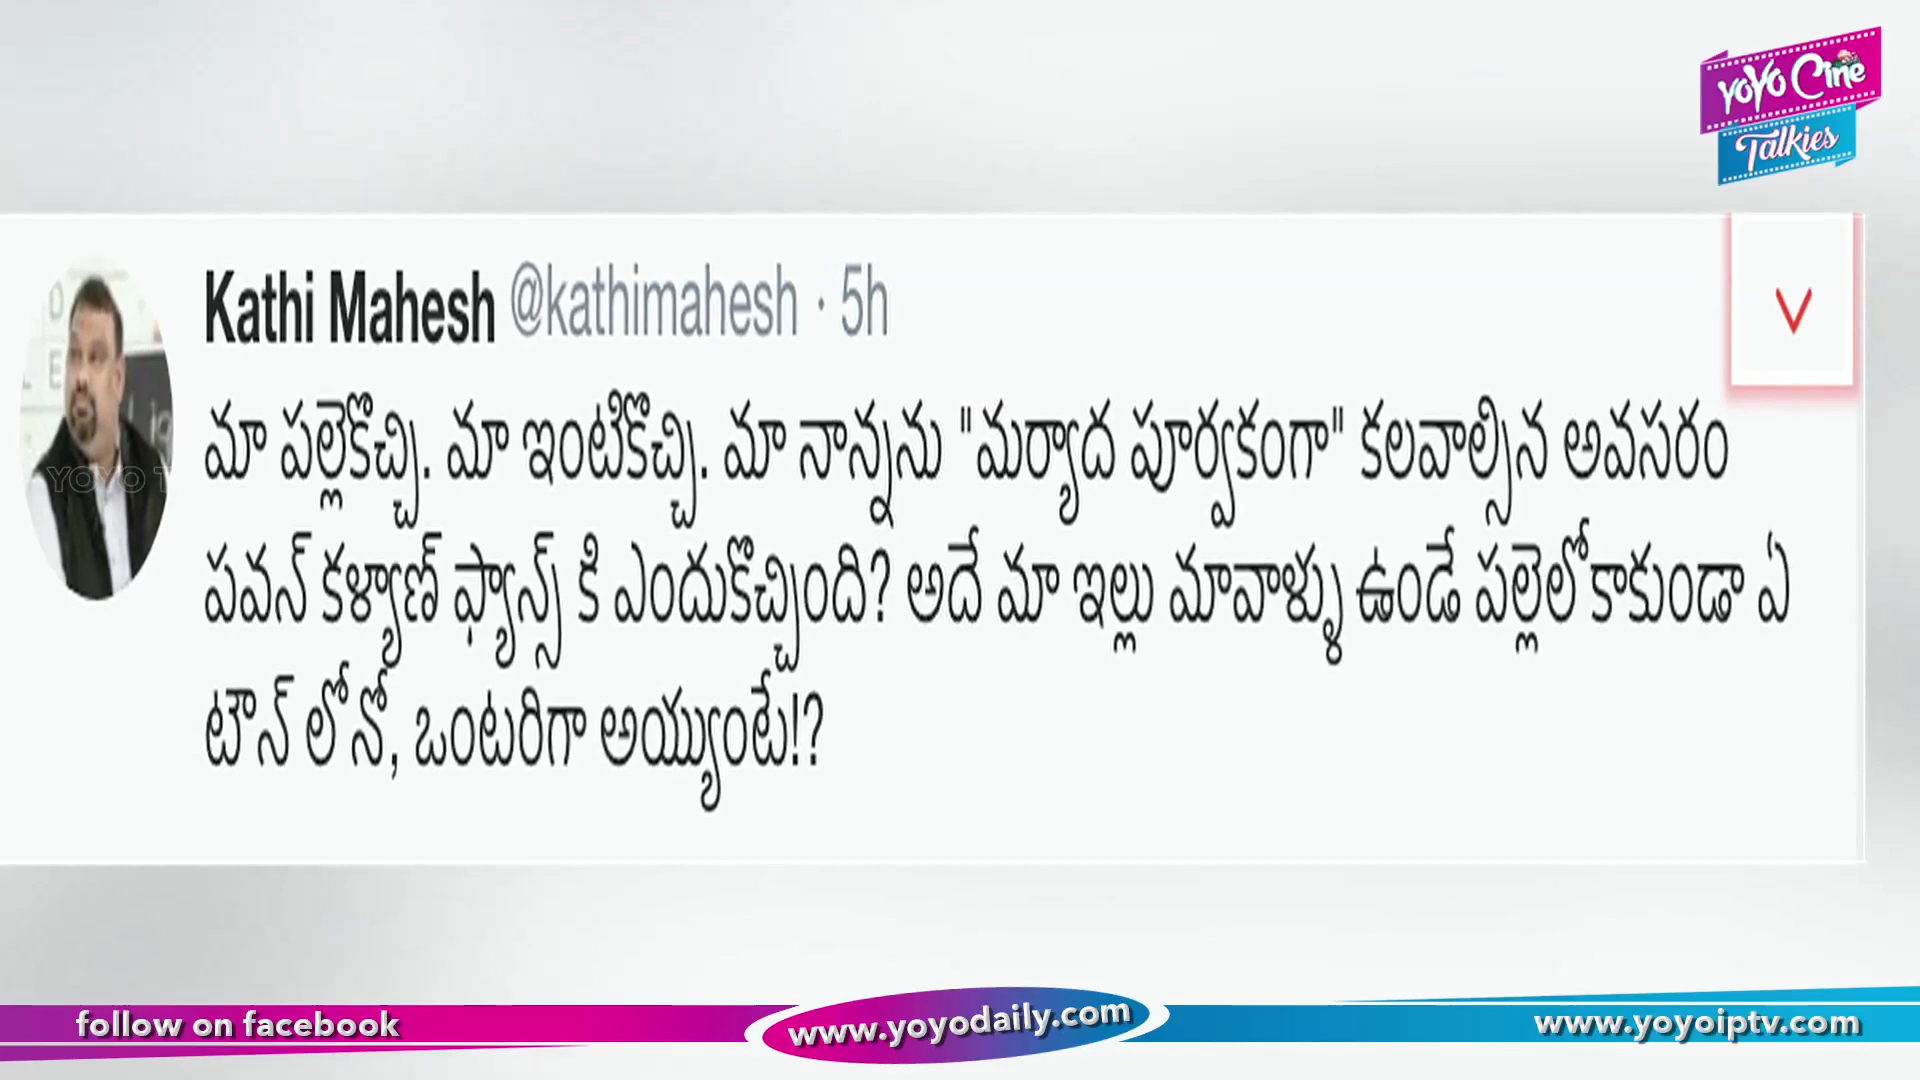 YOYO Cine
Talkies
Kathi Mahesh @kathimahesh · 5h
మా పల్లెకొచ్చి. మా ఇంటికొచ్చి. మా నాన్నను "మర్యాద పూర్వకంగా" కలవాల్సిన అవసరం
పవన్ కళ్యాణ్ ఫ్యాన్స్ కి ఎందుకొచ్చింది? అదే మా ఇల్లు మావాళ్ళు ఉండే పల్లెలోకాకుండా ఏ
టౌన్ లోనో, ఒంటరిగా అయ్యుంటే!?
YOYO T
follow on facebook
www.yoyodaily.com
www.yoyoiptv.com